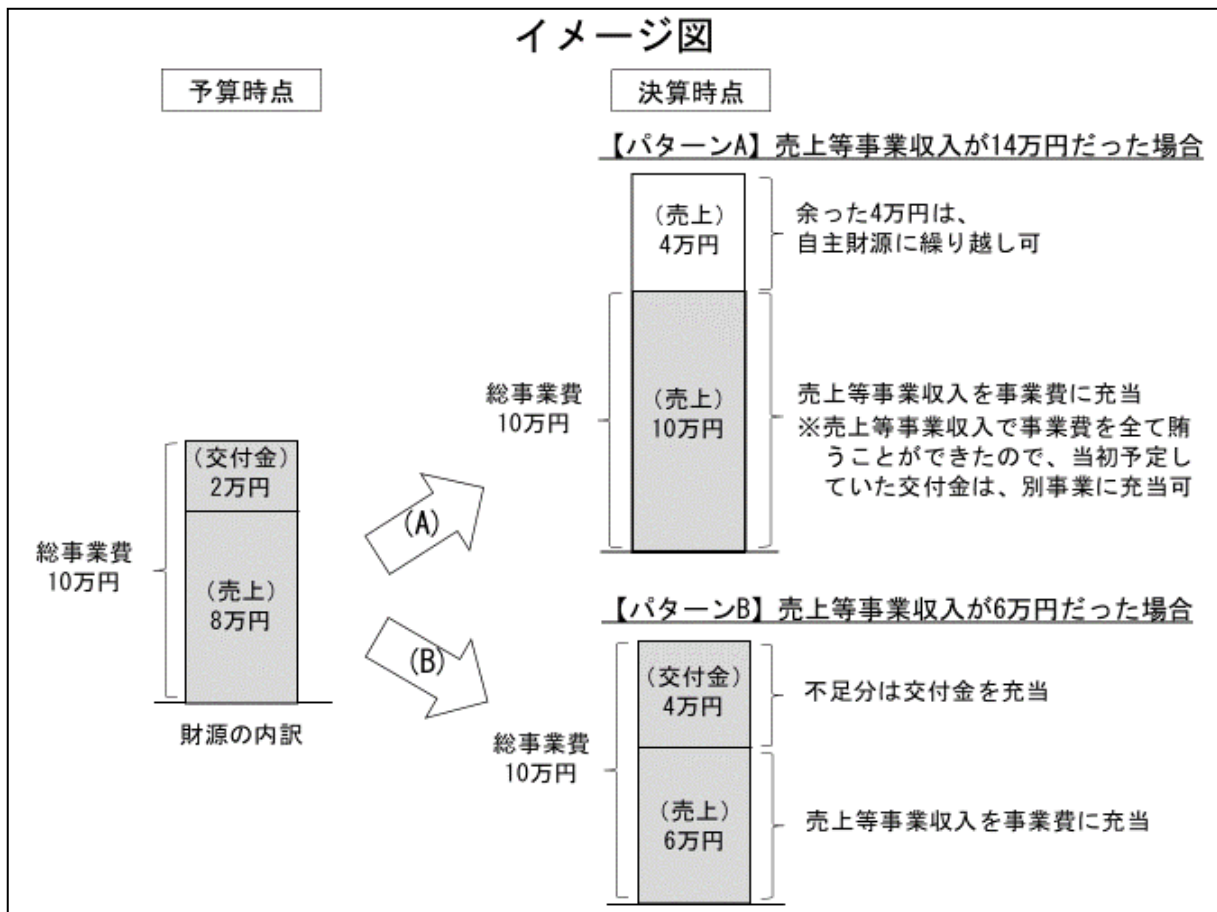 イメージ図
予算時点
決算時点
【パターンA】売上等事業収入が14万円だった場合
(売上)
4万円
余った4万円は、
自主財源に繰り越し可
総事業費
10万円
(売上)
10万円
売上等事業収入を事業費に充当
※売上等事業収入で事業費を全て賄
うことができたので、当初予定し
ていた交付金は、別事業に充当可
(交付金)
2万円
総事業費
10万円
(売上)
8万円
財源の内訳
(A)
(B)
【パターンB】売上等事業収入が6万円だった場合
(交付金)
4万円
不足分は交付金を充当
総事業費
10万円
(売上)
6万円
売上等事業収入を事業費に充当